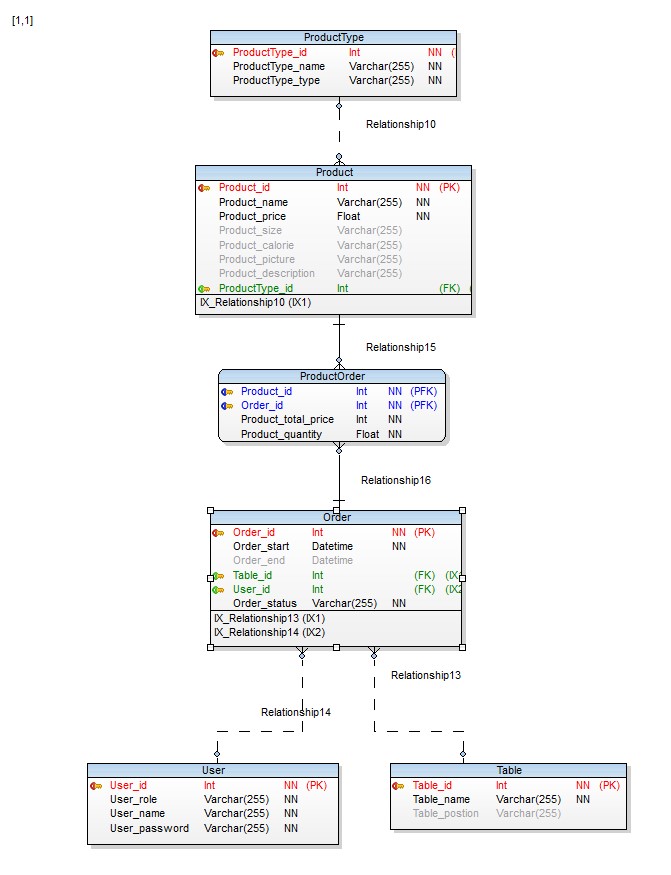 [1,1]
ProductType
ProductType_id Int NN (
ProductType_name Varchar(255) NN
ProductType_type Varchar(255) NN
Relationship10
Product
Product_id Int NN (PK)
Product_name Varchar(255) NN
Product_price Float NN
Product_size Varchar(255)
Product_calorie Varchar(255)
Product_picture Varchar(255)
Product_description Varchar(255)
ProductType_id Int (FK) (
IX_Relationship10 (IX1)
Relationship15
ProductOrder
Product_id Int NN (PFK)
Order_id Int NN (PFK)
Product_total_price Int NN
Product_quantity Float NN
Relationship16
Order
Order_id Int NN (PK)
Order_start Datetime NN
Order_end Datetime
Table_id Int (FK) (IX
User_id Int (FK) (IX2
Order_status Varchar(255) NN
IX_Relationship13 (IX1)
IX_Relationship14 (IX2)
Relationship13
Relationship14
User
User_id Int NN (PK)
User_role Varchar(255) NN
User_name Varchar(255) NN
User_password Varchar(255) NN
Table
Table_id Int NN (PK)
Table_name Varchar(255) NN
Table_postion Varchar(255)